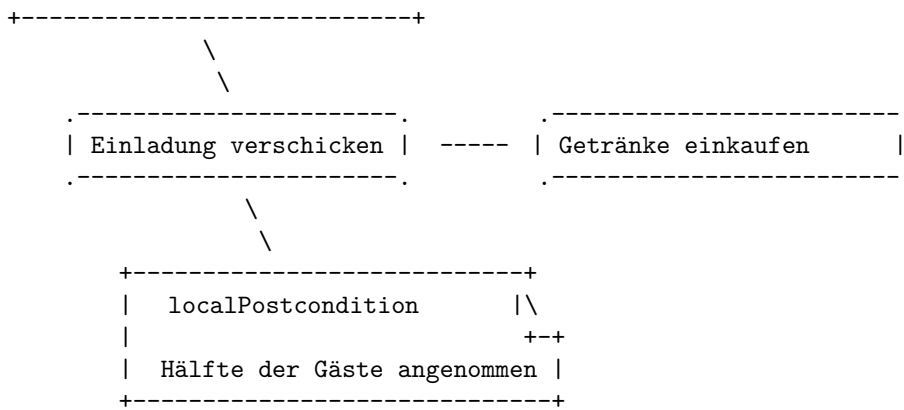 Einladung verschicken
Getränke einkaufen
localPostcondition
Hälfte der Gäste angenommen